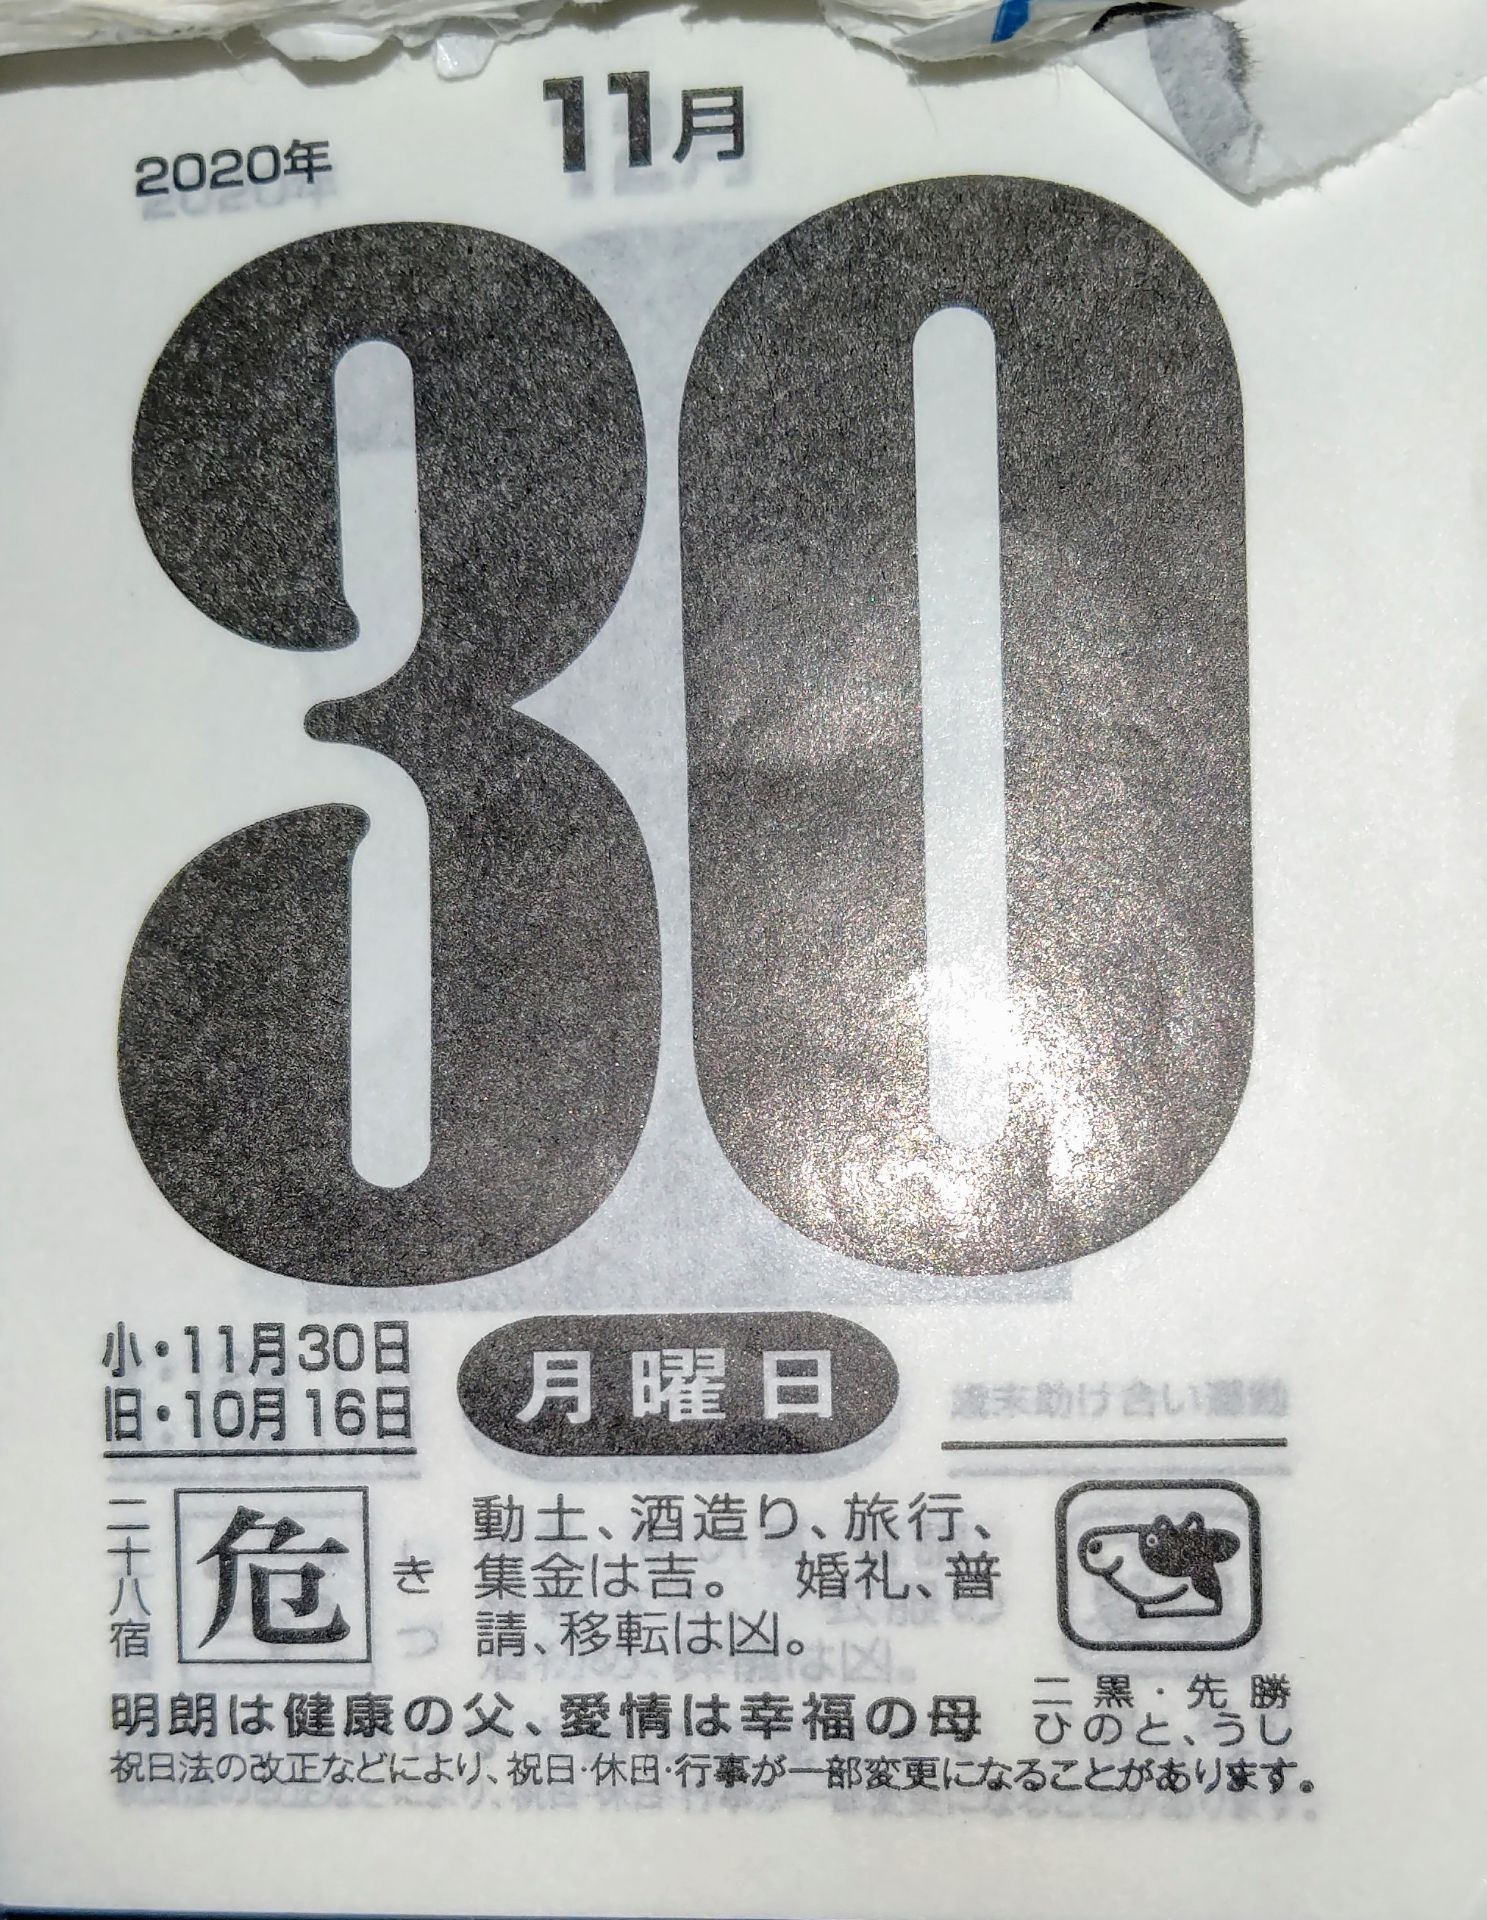 11月
2020年
30
小・11月30日
旧・10月16日
月曜日
二十八宿
危
き
動土、酒造り、旅行、
集金は吉。 婚礼、普
請、移転は凶。
二黒・先勝
ひのと、うし
明朗は健康の父、愛情は幸福の母
祝日法の改正などにより、祝日・休日・行事が一部変更になることがあります。